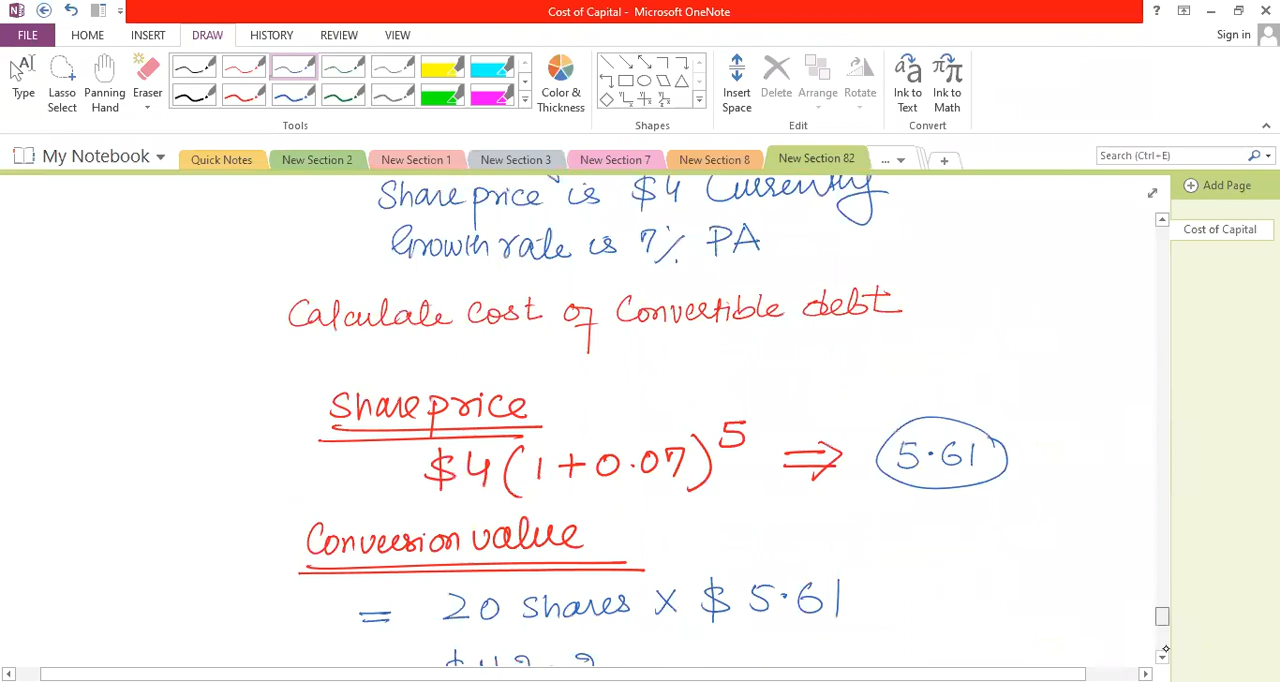 Cost of Capital - Microsoft OneNote
FILE HOME INSERT DRAW HISTORY REVIEW VIEW
Sign in
Type Lasso Select Panning Hand Eraser Color & Thickness Insert Space Delete Arrange Rotate Ink to Text Ink to Math
Tools Shapes Edit Convert
My Notebook Quick Notes New Section 2 New Section 1 New Section 3 New Section 7 New Section 8 New Section 82 ... Search (Ctrl+E)
Add Page
Cost of Capital
Share price is $4 Currently
Growth rate is 7% PA
Calculate Cost of Convertible debt
Share price
$4(1+0.07)^5 ⇒ 5.61
Conversion value
= 20 shares x $5.61